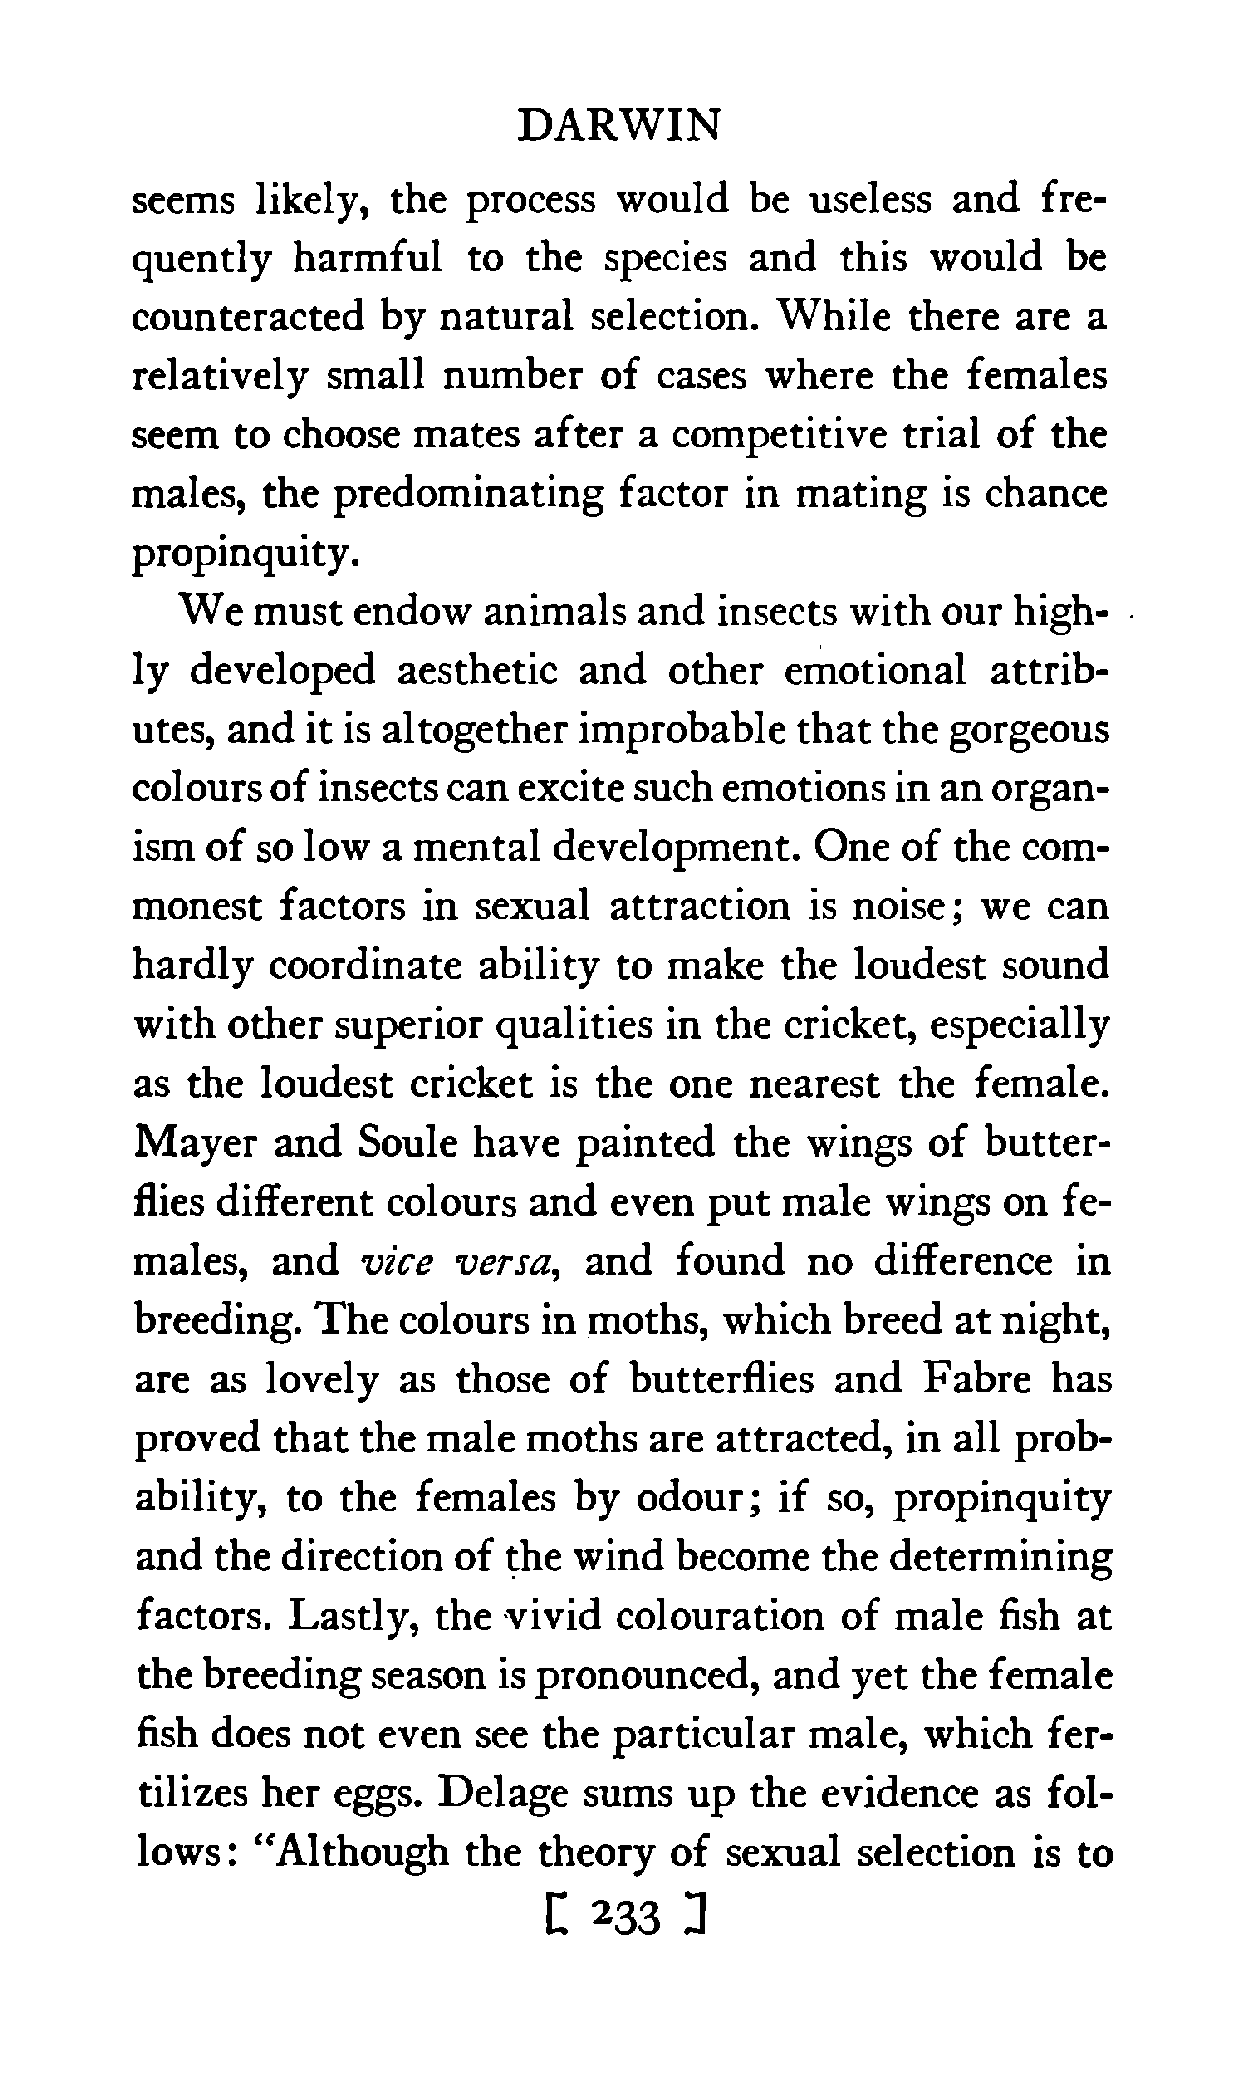 DARWIN
seems likely, the process would be useless and fre-
quently harmful to the species and this would be
counteracted by natural selection. While there are a
relatively small number of cases where the females
seem to choose mates after a competitive trial of the
males, the predominating factor in mating is chance
propinquity.
We must endow animals and insects with our high-
ly developed aesthetic and other emotional attrib-
utes, and it is altogether improbable that the gorgeous
colours of insects can excite such emotions in an organ-
ism of so low a mental development. One of the com-
monest factors in sexual attraction is noise; we can
hardly coordinate ability to make the loudest sound
with other superior qualities in the cricket, especially
as the loudest cricket is the one nearest the female.
Mayer and Soule have painted the wings of butter-
flies different colours and even put male wings on fe-
males, and vice versa, and found no difference in
breeding. The colours in moths, which breed at night,
are as lovely as those of butterflies and Fabre has
proved that the male moths are attracted, in all prob-
ability, to the females by odour; if so, propinquity
and the direction of the wind become the determining
factors. Lastly, the vivid colouration of male fish at
the breeding season is pronounced, and yet the female
fish does not even see the particular male, which fer-
tilizes her eggs. Delage sums up the evidence as fol-
lows: "Although the theory of sexual selection is to
[ 233 ]